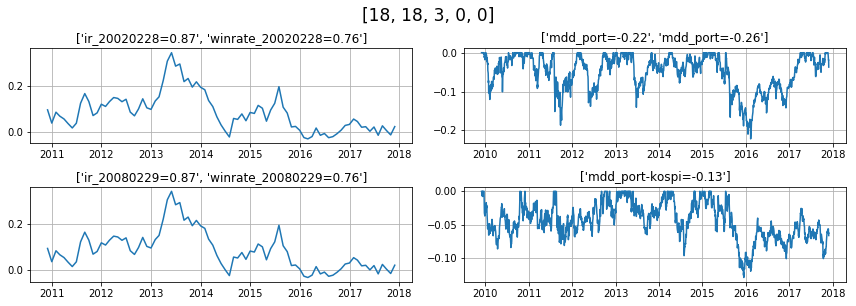 [18, 18, 3, 0, 0]
['ir_20020228=0.87', 'winrate_20020228=0.76']
0.2
0.0
2011 2012 2013 2014 2015 2016 2017 2018
['mdd_port=-0.22', 'mdd_port=-0.26']
0.0
−0.1
−0.2
2010 2011 2012 2013 2014 2015 2016 2017 2018
['ir_20080229=0.87', 'winrate_20080229=0.76']
0.2
0.0
2011 2012 2013 2014 2015 2016 2017 2018
['mdd_port-kospi=-0.13']
0.00
−0.05
−0.10
2010 2011 2012 2013 2014 2015 2016 2017 2018